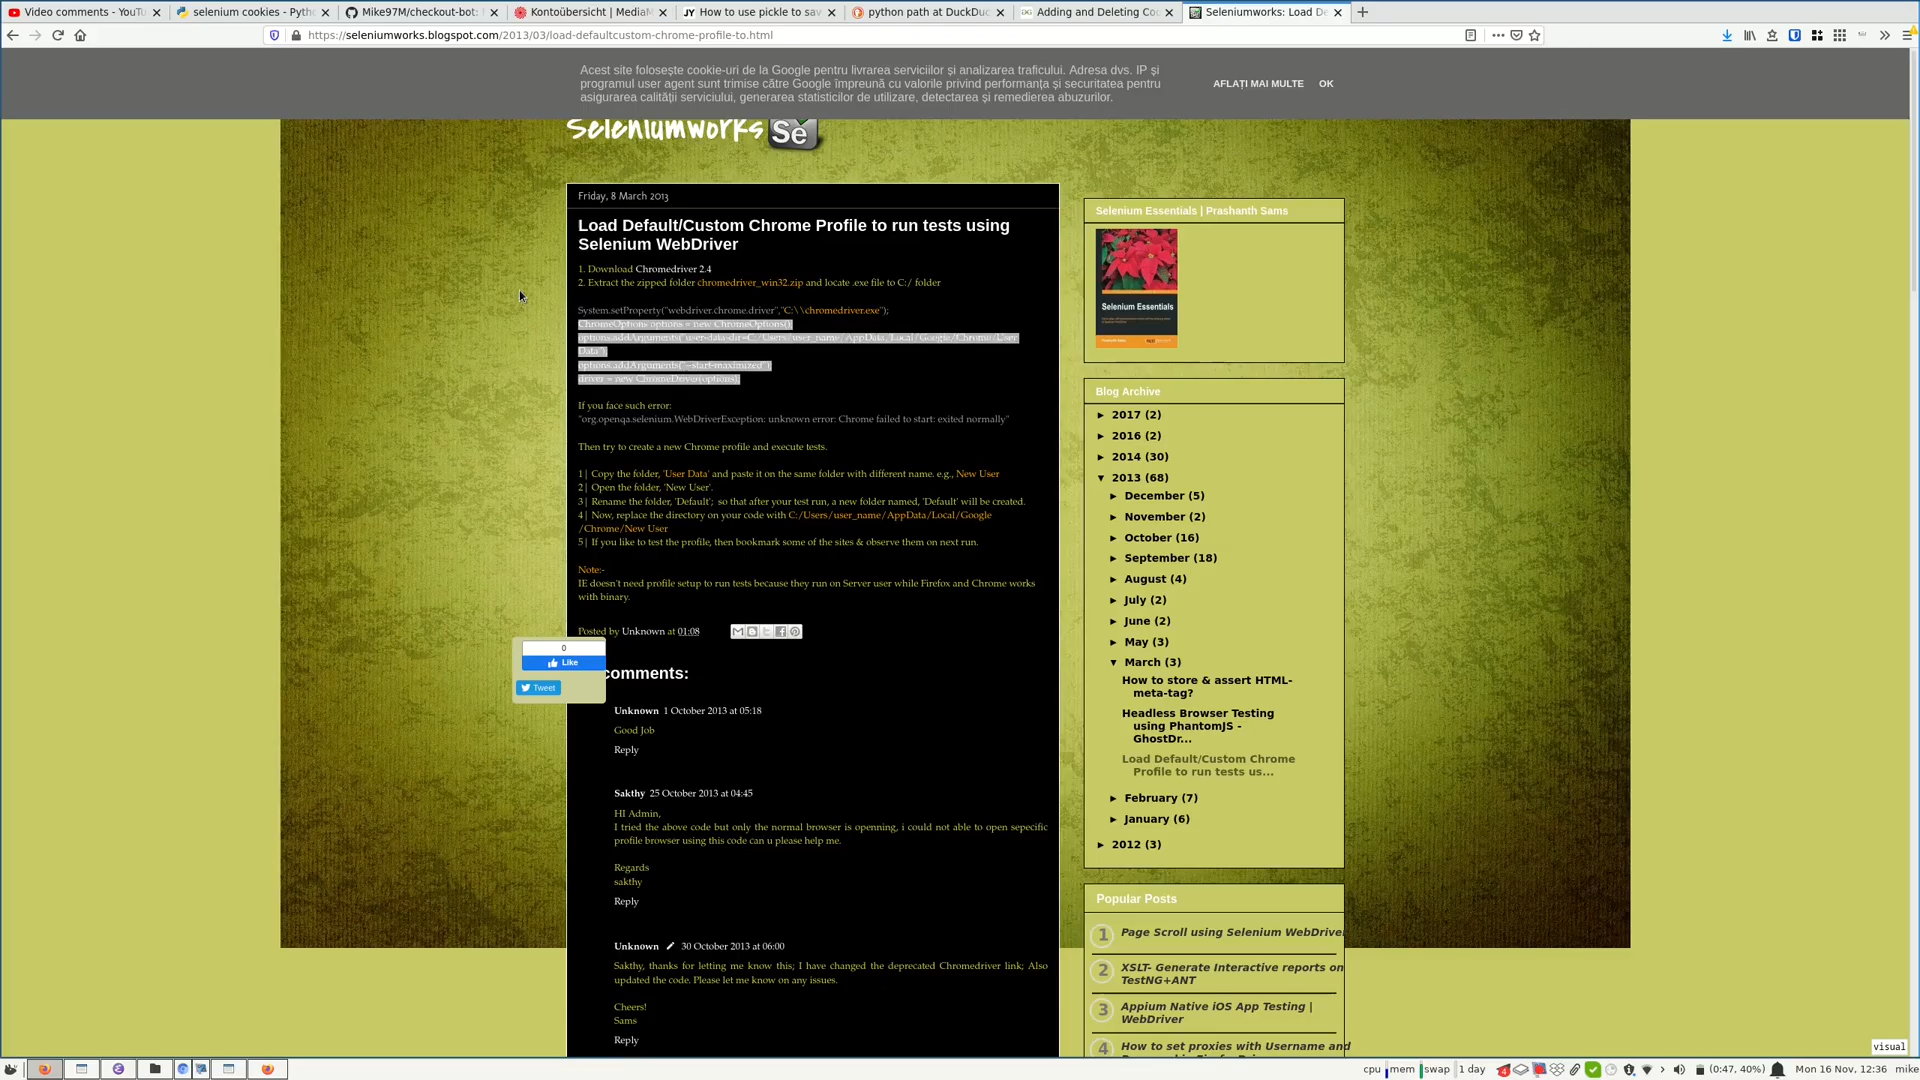 Video comments - YouTu
selenium cookies - Pyth
Mike97M/checkout-bot:
Kontoübersicht | MediaM
How to use pickle to sav
python path at DuckDuc
Adding and Deleting Coo
Seleniumworks: Load De
https://seleniumworks.blogspot.com/2013/03/load-defaultcustom-chrome-profile-to.html
Acest site folosește cookie-uri de la Google pentru livrarea serviciilor și analizarea traficului. Adresa dvs. IP și
programul user agent sunt trimise către Google împreună cu valorile privind performanța și securitatea pentru
asigurarea calității serviciului, generarea statisticilor de utilizare, detectarea și remedierea abuzurilor.
AFLAȚI MAI MULTE OK
Seleniumworks Se
Friday, 8 March 2013
Load Default/Custom Chrome Profile to run tests using
Selenium WebDriver
1. Download Chromedriver 2.4
2. Extract the zipped folder chromedriver_win32.zip and locate .exe file to C:/ folder
System.setProperty("webdriver.chrome.driver","C:\\chromedriver.exe");
ChromeOptions options = new ChromeOptions();
options.addArguments("user-data-dir=C:/Users/user_name/AppData/Local/Google/Chrome/User
Data");
options.addArguments("--start-maximized");
driver = new ChromeDriver(options);
If you face such error:
"org.openqa.selenium.WebDriverException: unknown error: Chrome failed to start: exited normally"
Then try to create a new Chrome profile and execute tests.
1| Copy the folder, 'User Data' and paste it on the same folder with different name. e.g., New User
2| Open the folder, 'New User'.
3| Rename the folder, 'Default'; so that after your test run, a new folder named, 'Default' will be created.
4| Now, replace the directory on your code with C:/Users/user_name/AppData/Local/Google
/Chrome/New User
5| If you like to test the profile, then bookmark some of the sites & observe them on next run.
Note:-
IE doesn't need profile setup to run tests because they run on Server user while Firefox and Chrome works
with binary.
Posted by Unknown at 01:08
0
Like
Tweet
comments:
Unknown 1 October 2013 at 05:18
Good Job
Reply
Sakthy 25 October 2013 at 04:45
HI Admin,
I tried the above code but only the normal browser is openning, i could not able to open sepecific
profile browser using this code can u please help me.
Regards
sakthy
Reply
Unknown 30 October 2013 at 06:00
Sakthy, thanks for letting me know this; I have changed the deprecated Chromedriver link; Also
updated the code. Please let me know on any issues.
Cheers!
Sams
Reply
Selenium Essentials | Prashanth Sams
Selenium Essentials
Blog Archive
► 2017 (2)
► 2016 (2)
► 2014 (30)
▼ 2013 (68)
► December (5)
► November (2)
► October (16)
► September (18)
► August (4)
► July (2)
► June (2)
► May (3)
▼ March (3)
How to store & assert HTML-
meta-tag?
Headless Browser Testing
using PhantomJS -
GhostDr...
Load Default/Custom Chrome
Profile to run tests us...
► February (7)
► January (6)
► 2012 (3)
Popular Posts
1 Page Scroll using Selenium WebDriver
2 XSLT- Generate Interactive reports on
TestNG+ANT
3 Appium Native iOS App Testing |
WebDriver
4 How to set proxies with Username and
visual
cpu mem swap 1 day 4 (0:47, 40%) Mon 16 Nov, 12:36 mike